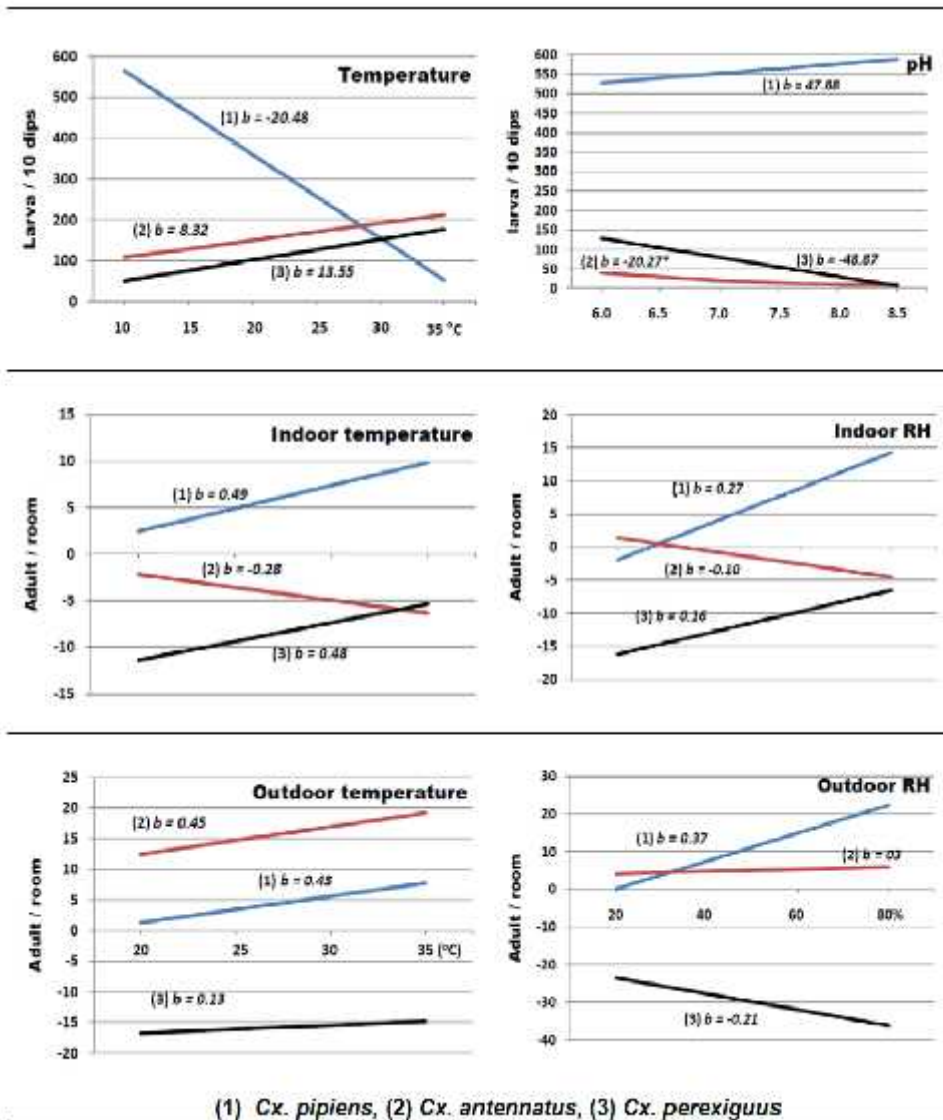 Temperature
Larva / 10 dips
600
500
400
300
200
100
0
(1) b = -20.48
(2) b = 8.32
(3) b = 13.55
10 15 20 25 30 35 °C
pH
larva / 10 dips
600
550
500
450
400
350
300
250
200
150
100
50
0
(1) b = 47.88
(2) b = -20.27*
(3) b = -48.67
6.0 6.5 7.0 7.5 8.0 8.5
Indoor temperature
Adult / room
15
10
5
0
-5
-10
-15
(1) b = 0.49
(2) b = -0.28
(3) b = 0.48
Indoor RH
Adult / room
20
15
10
5
0
-5
-10
-15
-20
(1) b = 0.27
(2) b = -0.10
(3) b = 0.16
Outdoor temperature
Adult / room
25
20
15
10
5
0
-5
-10
-15
-20
(2) b = 0.45
(1) b = 0.45
(3) b = 0.13
20 25 30 35 (°C)
Outdoor RH
Adult / room
30
20
10
0
-10
-20
-30
-40
(1) b = 0.37
(2) b = 03
(3) b = -0.21
20 40 60 80%
(1) Cx. pipiens, (2) Cx. antennatus, (3) Cx. perexiguus